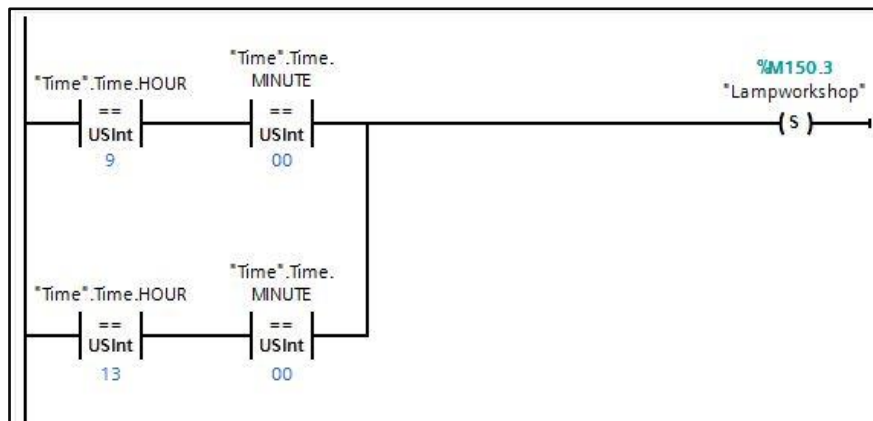 "Time".Time.HOUR
==
USInt
9
"Time".Time.
MINUTE
==
USInt
00
%M150.3
"Lampworkshop"
( S )
"Time".Time.HOUR
==
USInt
13
"Time".Time.
MINUTE
==
USInt
00